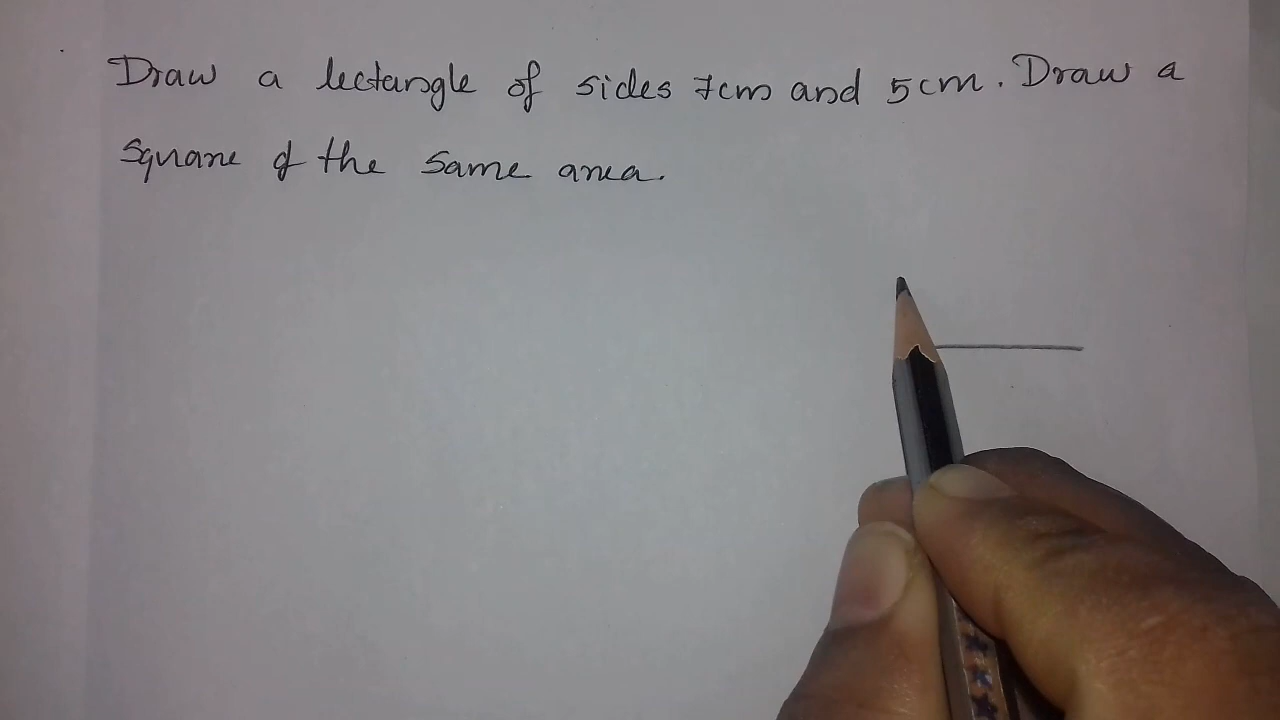 Draw a rectangle of sides 7cm and 5cm. Draw a
square of the same area.